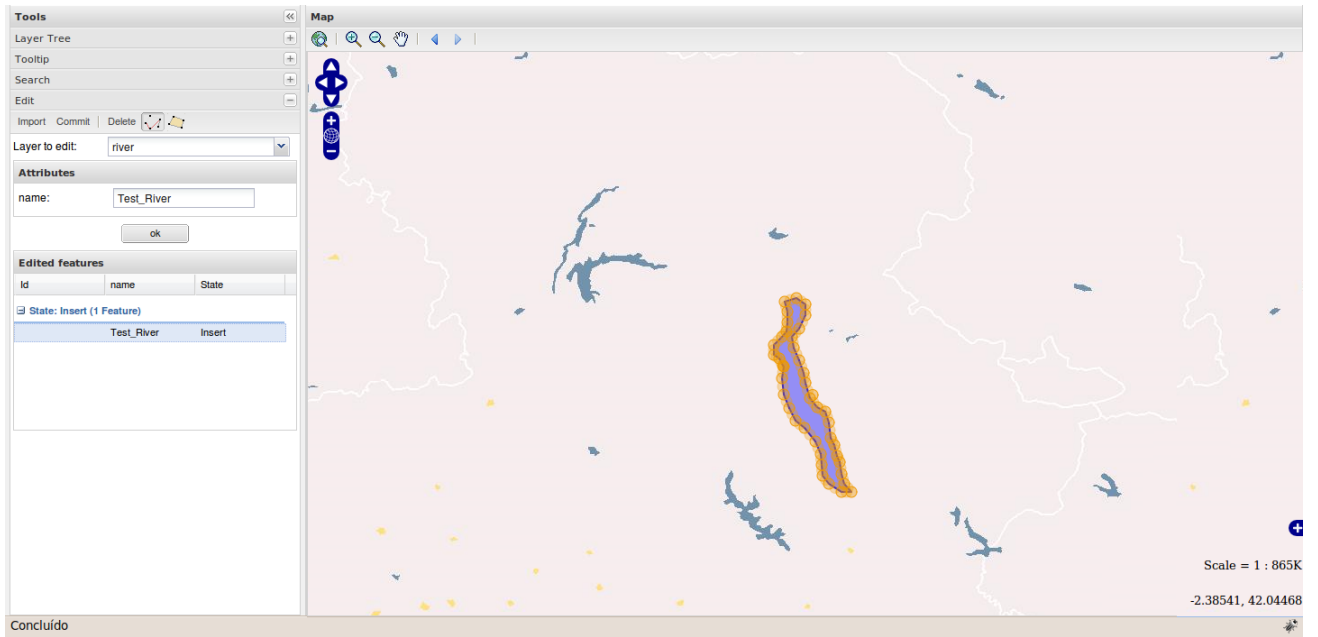 Tools
Layer Tree
Tooltip
Search
Edit
Import Commit Delete
Layer to edit: river
Attributes
name: Test_River
ok
Edited features
Id name State
State: Insert (1 Feature)
Test_River Insert
Map
Scale = 1 : 865K
-2.38541, 42.04468
Concluído